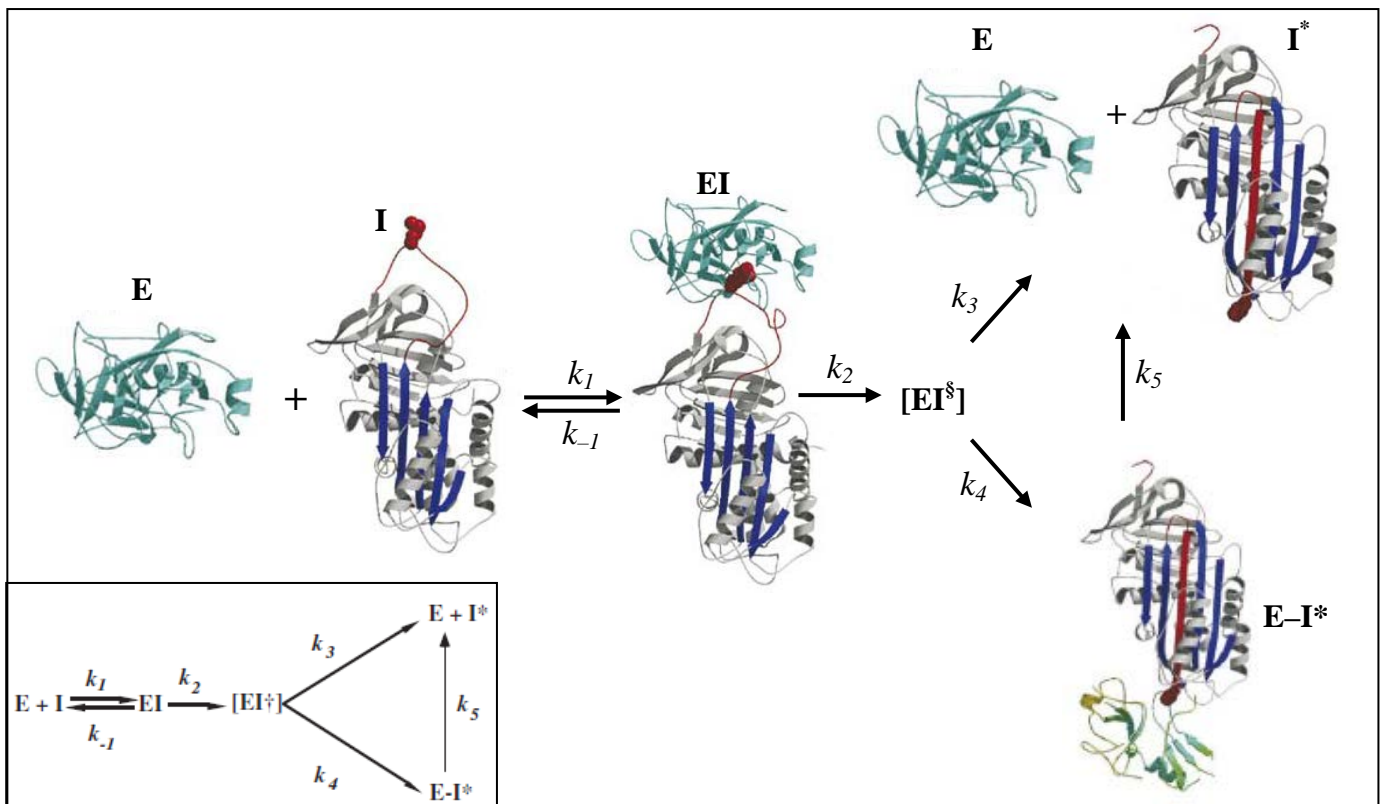 E
+
I
k1
k–1
EI
k2
[EI§]
k3
k4
E
+
I*
k5
E–I*
E + I
k1
k-1
EI
k2
[EI†]
k3
k4
E + I*
k5
E-I*